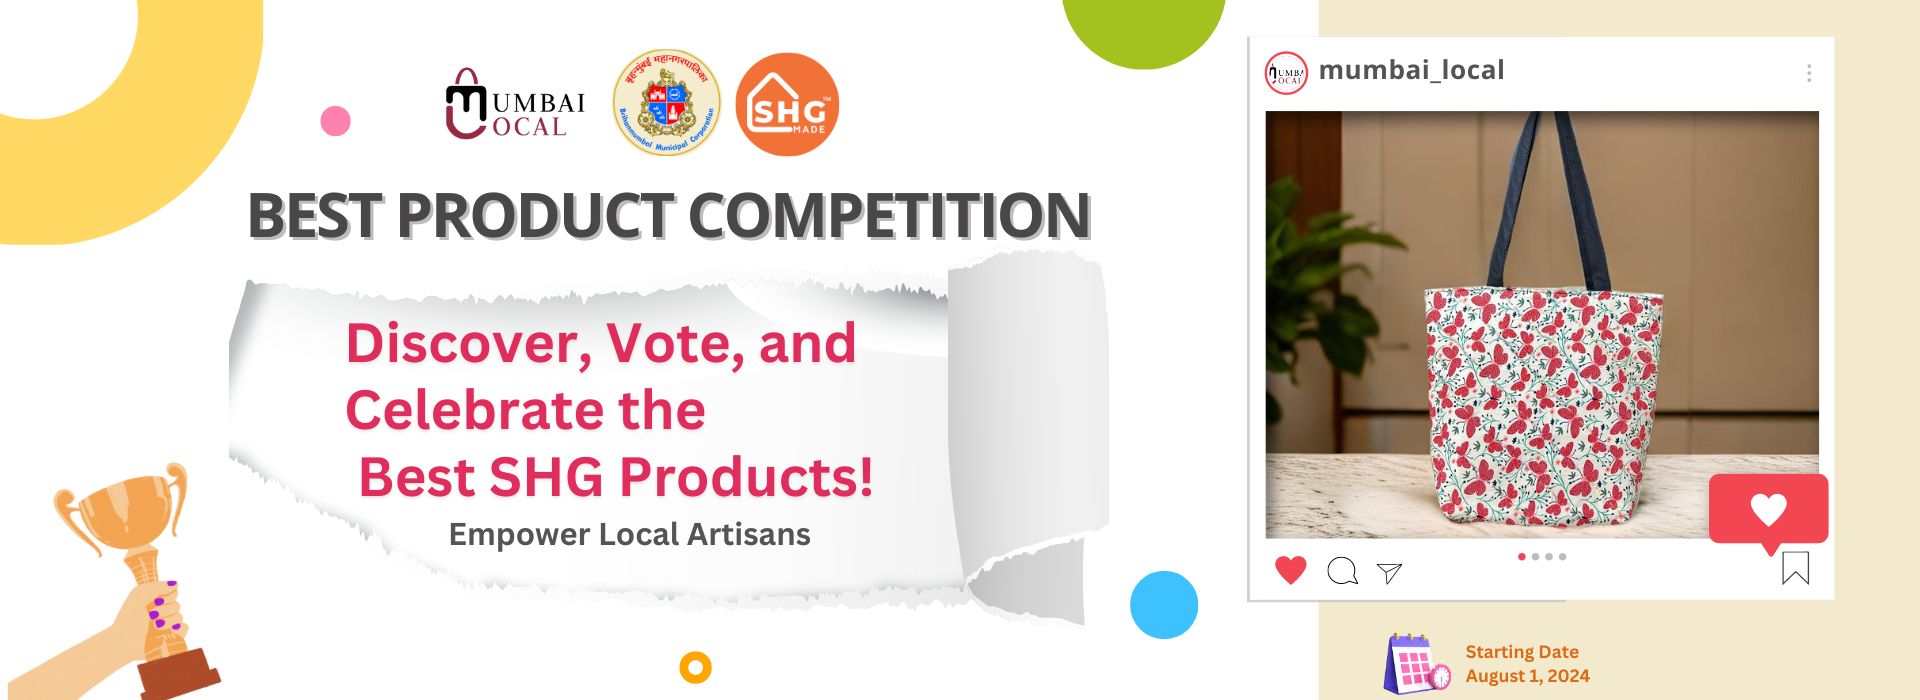 MUMBAI
LOCAL
बृहन्मुंबई महानगरपालिका
Brihanmumbai Municipal Corporation
SHG™
MADE
BEST PRODUCT COMPETITION
Discover, Vote, and
Celebrate the
Best SHG Products!
Empower Local Artisans
mumbai_local
Starting Date
August 1, 2024